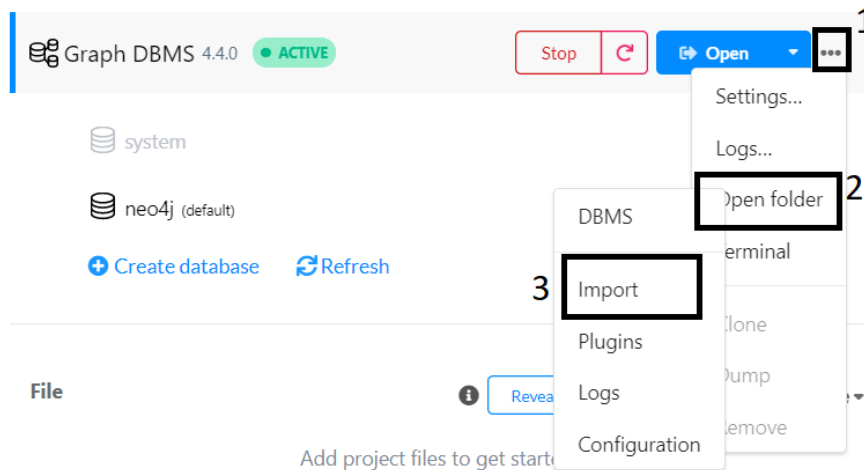 1
Graph DBMS 4.4.0 ACTIVE
Stop
Open
Settings...
system
Logs...
2
Open folder
neo4j (default)
DBMS
Terminal
Create database
Refresh
3
Import
Clone
Plugins
Dump
File
Revea
Logs
Remove
Configuration
Add project files to get starte